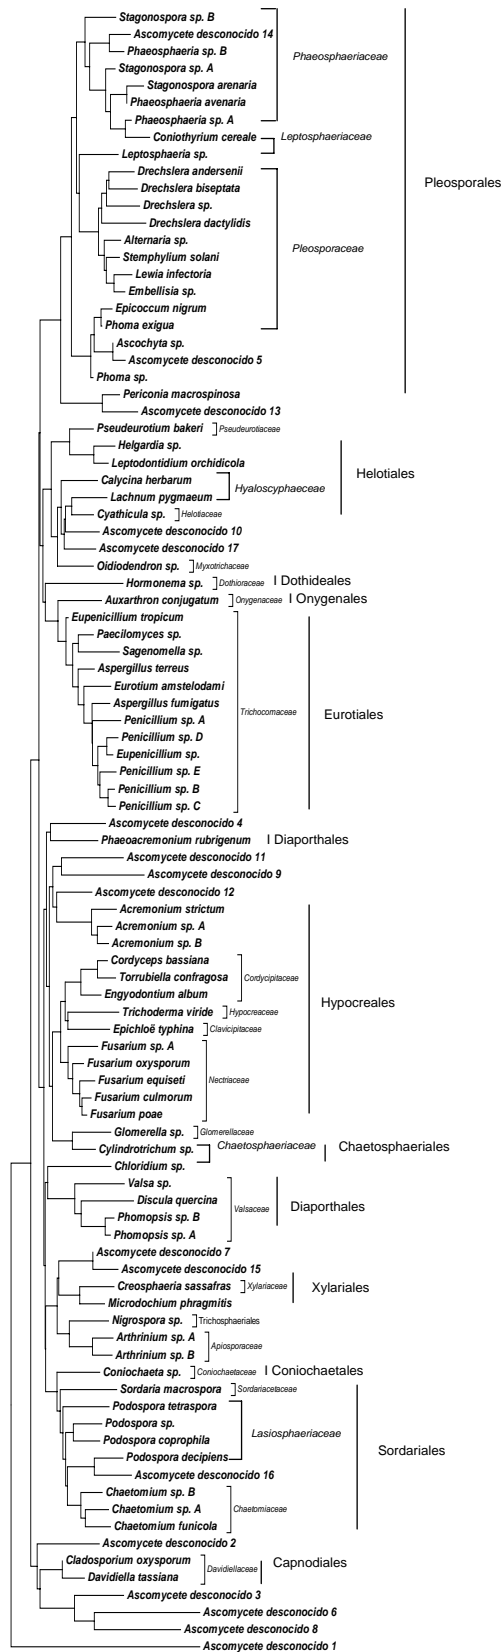 Stagonospora sp. B
Ascomycete desconocido 14
Phaeosphaeria sp. B
Phaeosphaeriaceae
Stagonospora sp. A
Stagonospora arenaria
Phaeosphaeria avenaria
Phaeosphaeria sp. A
Coniothyrium cereale
Leptosphaeriaceae
Leptosphaeria sp.
Drechslera andersenii
Pleosporales
Drechslera biseptata
Drechslera sp.
Drechslera dactylidis
Alternaria sp.
Pleosporaceae
Stemphylium solani
Lewia infectoria
Embellisia sp.
Epicoccum nigrum
Phoma exigua
Ascochyta sp.
Ascomycete desconocido 5
Phoma sp.
Periconia macrospinosa
Ascomycete desconocido 13
Pseudeurotium bakeri Pseudeurotiaceae
Helgardia sp.
Leptodontidium orchidicola
Helotiales
Calycina herbarum
Hyaloscyphaeceae
Lachnum pygmaeum
Cyathicula sp. Helotiaceae
Ascomycete desconocido 10
Ascomycete desconocido 17
Oidiodendron sp. Myxotrichaceae
Hormonema sp. Dothioraceae I Dothideales
Auxarthron conjugatum Onygenaceae I Onygenales
Eupenicillium tropicum
Paecilomyces sp.
Sagenomella sp.
Aspergillus terreus
Eurotium amstelodami
Aspergillus fumigatus
Trichocomaceae
Eurotiales
Penicillium sp. A
Penicillium sp. D
Eupenicillium sp.
Penicillium sp. E
Penicillium sp. B
Penicillium sp. C
Ascomycete desconocido 4
Phaeoacremonium rubrigenum I Diaporthales
Ascomycete desconocido 11
Ascomycete desconocido 9
Ascomycete desconocido 12
Acremonium strictum
Acremonium sp. A
Acremonium sp. B
Cordyceps bassiana
Torrubiella confragosa Cordycipitaceae
Engyodontium album
Hypocreales
Trichoderma viride Hypocreaceae
Epichloë typhina Clavicipitaceae
Fusarium sp. A
Fusarium oxysporum
Fusarium equiseti Nectriaceae
Fusarium culmorum
Fusarium poae
Glomerella sp. Glomerellaceae
Cylindrotrichum sp. Chaetosphaeriaceae Chaetosphaeriales
Chloridium sp.
Valsa sp.
Discula quercina Valsaceae Diaporthales
Phomopsis sp. B
Phomopsis sp. A
Ascomycete desconocido 7
Ascomycete desconocido 15
Creosphaeria sassafras Xylariaceae Xylariales
Microdochium phragmitis
Nigrospora sp. Trichosphaeriales
Arthrinium sp. A
Apiosporaceae
Arthrinium sp. B
Coniochaeta sp. Coniochaetaceae I Coniochaetales
Sordaria macrospora Sordariacetaceae
Podospora tetraspora
Podospora sp. Lasiosphaeriaceae
Podospora coprophila
Sordariales
Podospora decipiens
Ascomycete desconocido 16
Chaetomium sp. B
Chaetomium sp. A Chaetomiaceae
Chaetomium funicola
Ascomycete desconocido 2
Cladosporium oxysporum
Davidiellaceae Capnodiales
Davidiella tassiana
Ascomycete desconocido 3
Ascomycete desconocido 6
Ascomycete desconocido 8
Ascomycete desconocido 1